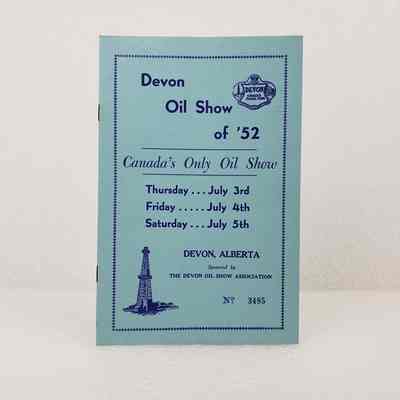 Devon
DEVON
Oil Show
of '52
Canada's Only Oil Show
Thursday . . . July 3rd
Friday . . . . . July 4th
Saturday . . . July 5th
DEVON, ALBERTA
Sponsored by
THE DEVON OIL SHOW ASSOCIATION
Nº 3485